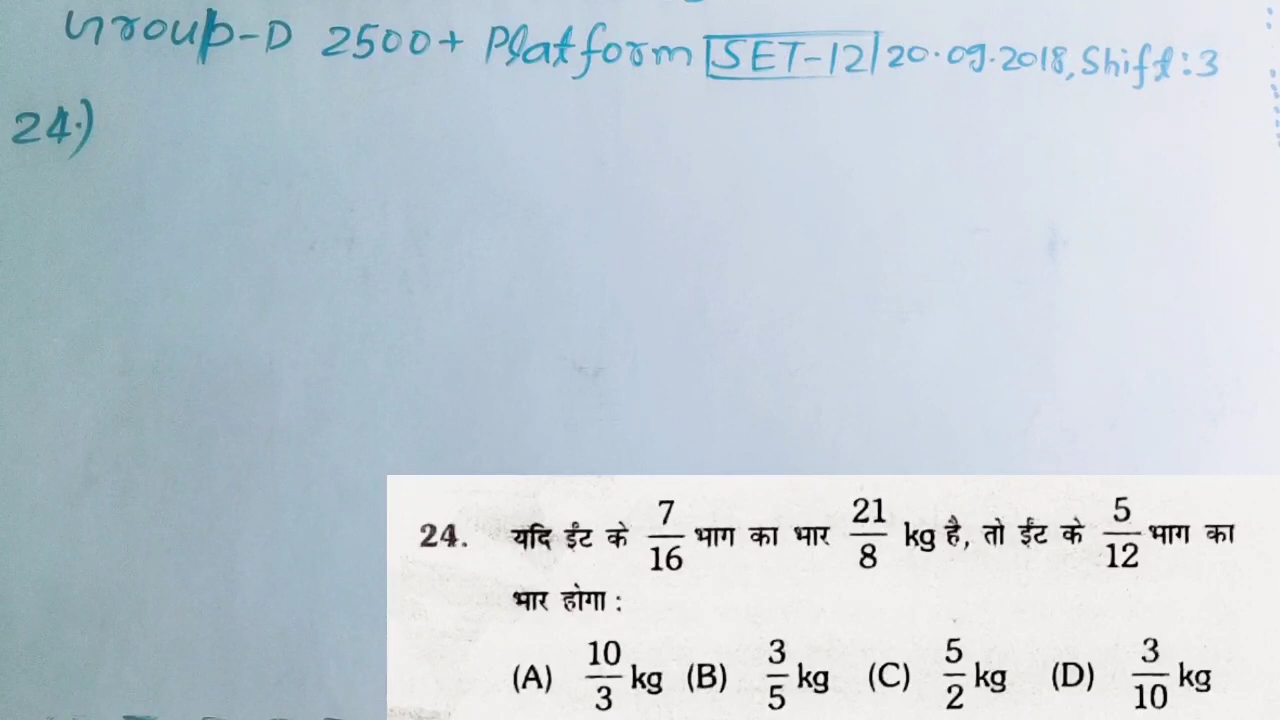 Group-D 2500+ Platform SET-12 20.09.2018, Shift:3
24.)
24. यदि ईंट के 7/16 भाग का भार 21/8 kg है, तो ईंट के 5/12 भाग का
भार होगा :
(A) 10/3 kg (B) 3/5 kg (C) 5/2 kg (D) 3/10 kg